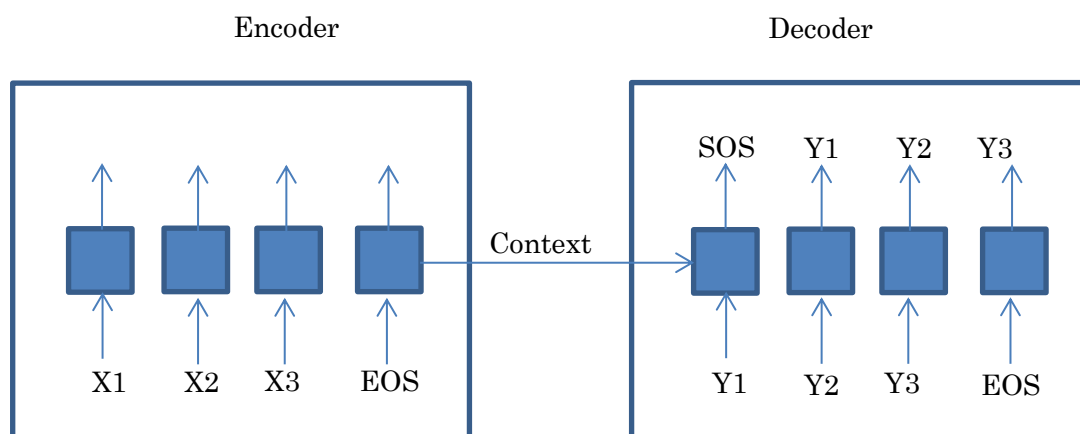 Encoder
Decoder
SOS Y1 Y2 Y3
Context
X1 X2 X3 EOS
Y1 Y2 Y3 EOS